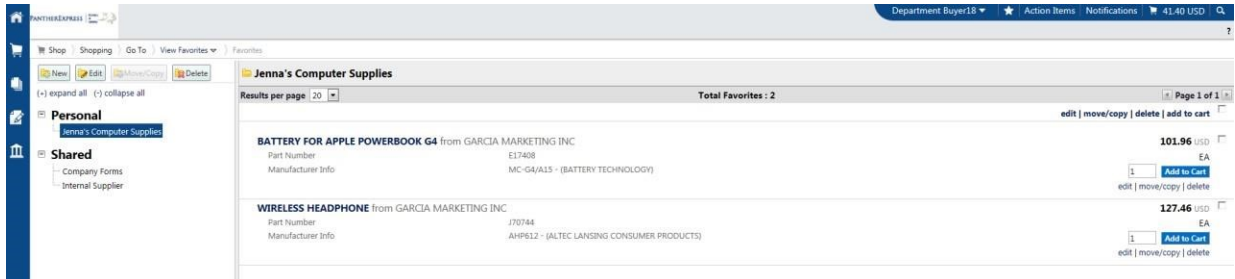 PANTHEREXPRESS
Department Buyer18 Action Items Notifications 41.40 USD
?
Shop Shopping Go To View Favorites Favorites
New Edit Move/Copy Delete
(+) expand all (-) collapse all
Personal
Jenna's Computer Supplies
Shared
Company Forms
Internal Supplier
Jenna's Computer Supplies
Results per page 20 Total Favorites : 2 Page 1 of 1
edit | move/copy | delete | add to cart
BATTERY FOR APPLE POWERBOOK G4 from GARCIA MARKETING INC 101.96 USD
Part Number E17408 EA
Manufacturer Info MC-G4/A15 - (BATTERY TECHNOLOGY) 1 Add to Cart
edit | move/copy | delete
WIRELESS HEADPHONE from GARCIA MARKETING INC 127.46 USD
Part Number J70744 EA
Manufacturer Info AHP612 - (ALTEC LANSING CONSUMER PRODUCTS) 1 Add to Cart
edit | move/copy | delete